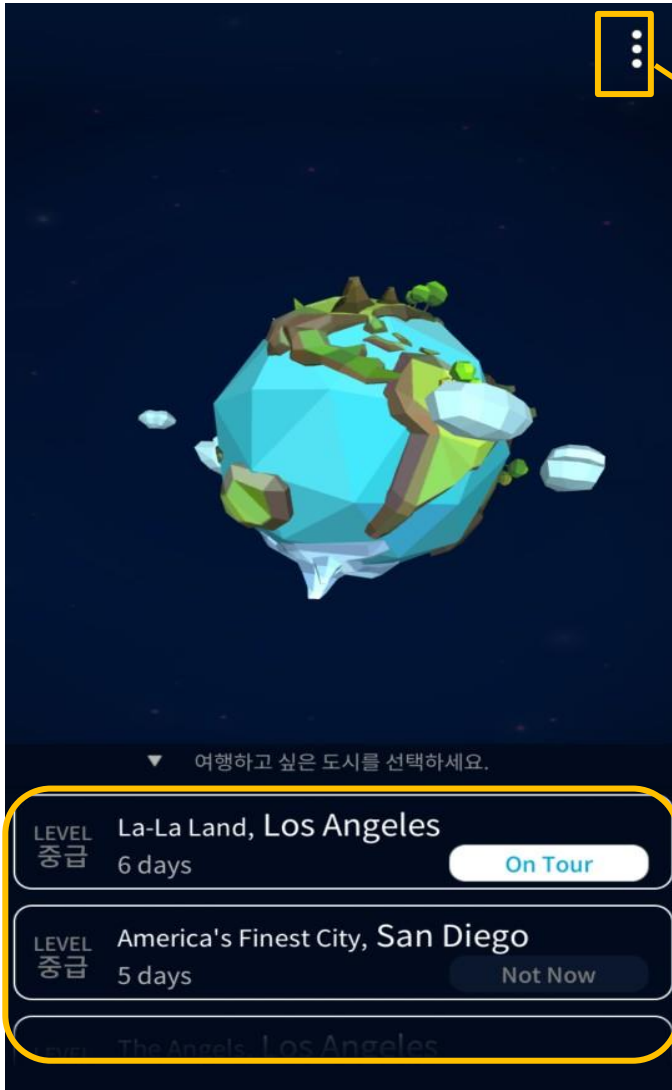 ▼ 여행하고 싶은 도시를 선택하세요.
LEVEL
중급
La-La Land, Los Angeles
6 days
On Tour
LEVEL
중급
America's Finest City, San Diego
5 days
Not Now
LEVEL
The Angels, Los Angeles